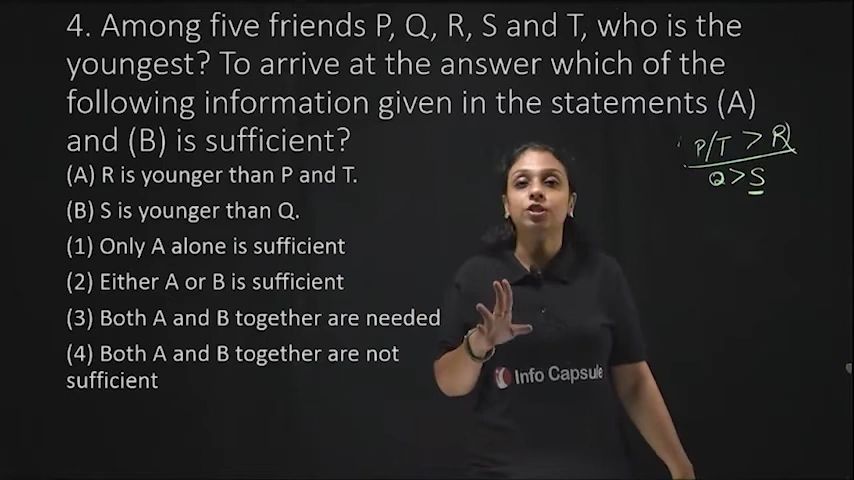 4. Among five friends P, Q, R, S and T, who is the
youngest? To arrive at the answer which of the
following information given in the statements (A)
and (B) is sufficient?
(A) R is younger than P and T.
(B) S is younger than Q.
(1) Only A alone is sufficient
(2) Either A or B is sufficient
(3) Both A and B together are needed
(4) Both A and B together are not
sufficient
P/T > R
Q > S
Info Capsule